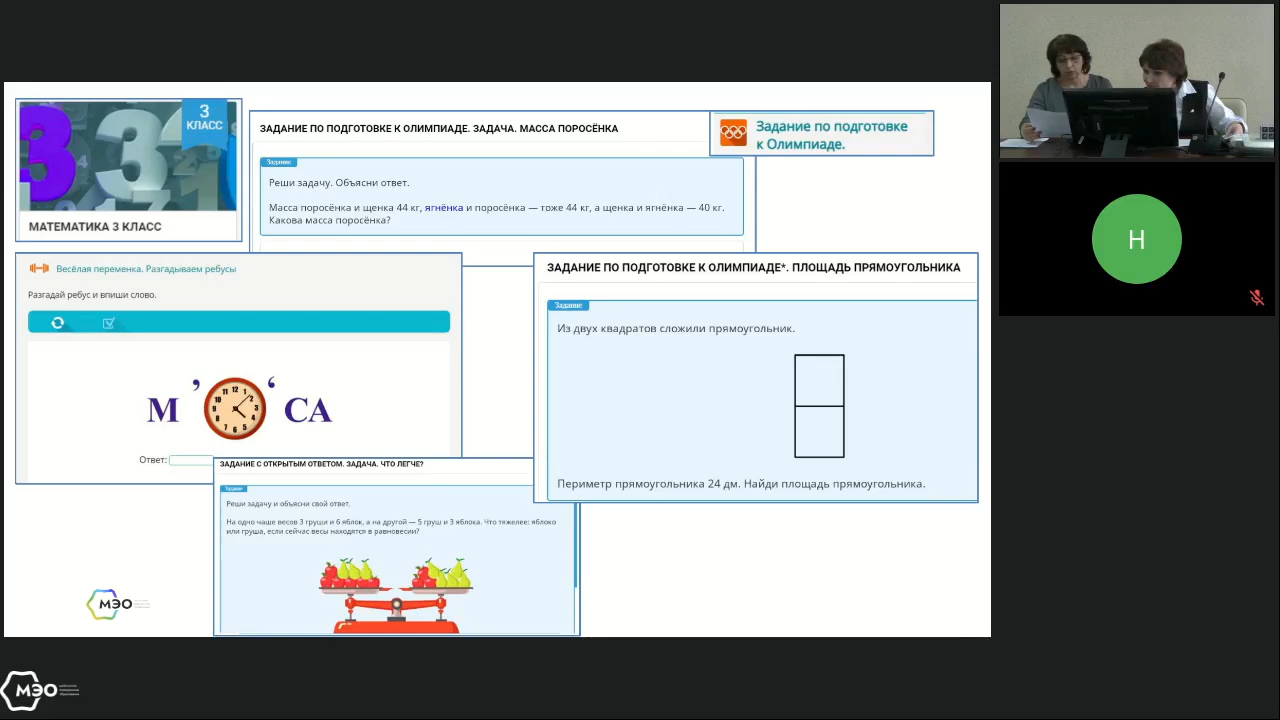 3
КЛАСС
МАТЕМАТИКА 3 КЛАСС
ЗАДАНИЕ ПО ПОДГОТОВКЕ К ОЛИМПИАДЕ. ЗАДАЧА. МАССА ПОРОСЁНКА
Задание
Реши задачу. Объясни ответ.
Масса поросёнка и щенка 44 кг, ягнёнка и поросёнка — тоже 44 кг, а щенка и ягнёнка — 40 кг.
Какова масса поросёнка?
Задание по подготовке
к Олимпиаде.
Весёлая переменка. Разгадываем ребусы
Разгадай ребус и впиши слово.
М ’ ‘ СА
Ответ:
ЗАДАНИЕ ПО ПОДГОТОВКЕ К ОЛИМПИАДЕ*. ПЛОЩАДЬ ПРЯМОУГОЛЬНИКА
Задание
Из двух квадратов сложили прямоугольник.
Периметр прямоугольника 24 дм. Найди площадь прямоугольника.
ЗАДАНИЕ С ОТКРЫТЫМ ОТВЕТОМ. ЗАДАЧА. ЧТО ЛЕГЧЕ?
Задание
Реши задачу и объясни свой ответ.
На одно чаше весов 3 груши и 6 яблок, а на другой — 5 груш и 3 яблока. Что тяжелее: яблоко
или груша, если сейчас весы находятся в равновесии?
МЭО
МЭО
Н